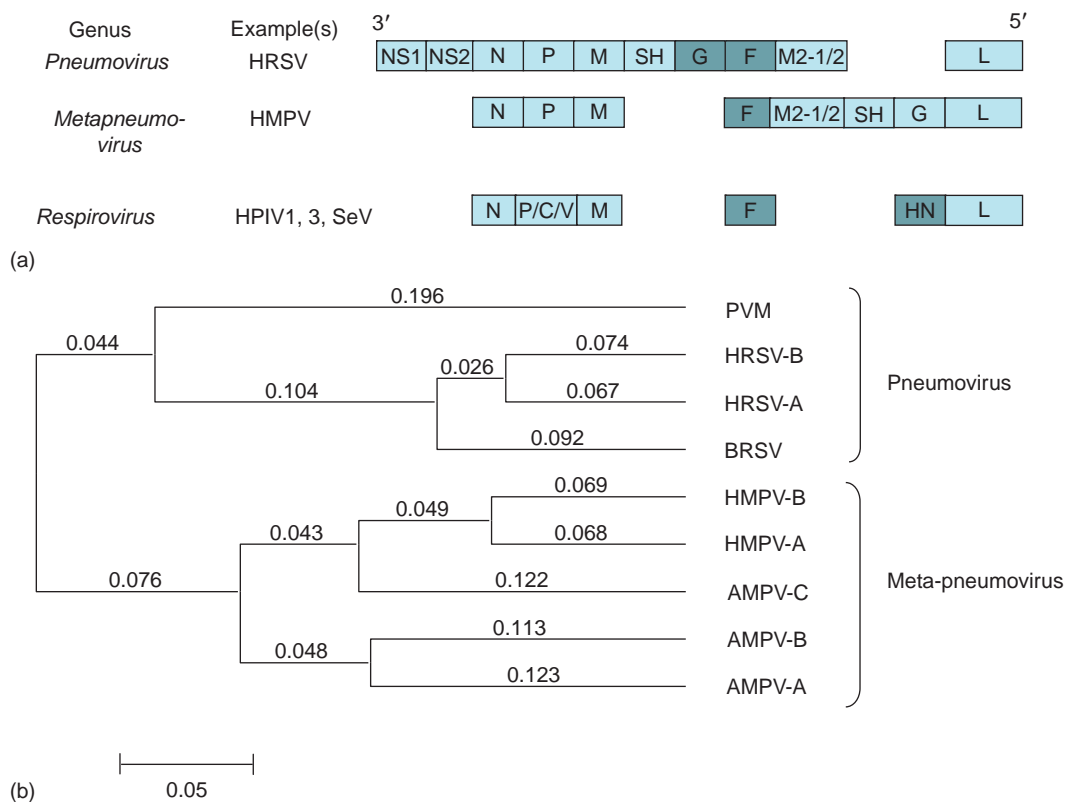 Genus Example(s) 3′ 5′
Pneumovirus HRSV NS1 NS2 N P M SH G F M2-1/2 L
Metapneumo-
virus HMPV N P M F M2-1/2 SH G L
Respirovirus HPIV1, 3, SeV N P/C/V M F HN L
(a)
0.196 PVM
0.044
0.074 HRSV-B
0.026
0.067 HRSV-A
0.104
0.092 BRSV
Pneumovirus
0.069 HMPV-B
0.049
0.068 HMPV-A
0.043
0.122 AMPV-C
0.076
0.113 AMPV-B
0.048
0.123 AMPV-A
Meta-pneumovirus
0.05
(b)